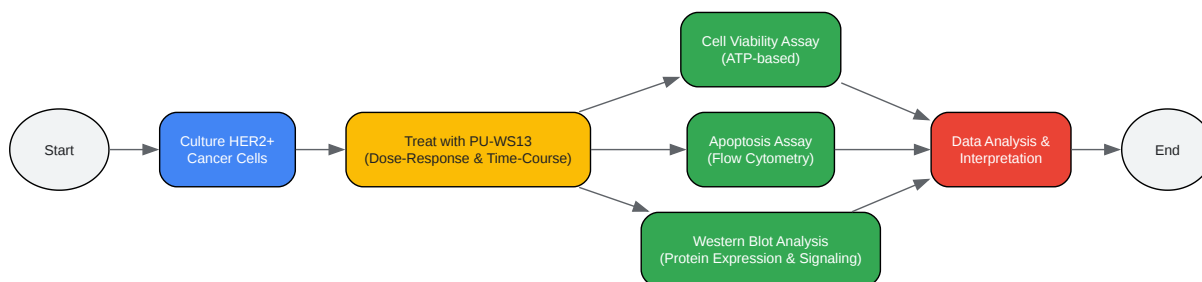 Start
Culture HER2+
Cancer Cells
Treat with PU-WS13
(Dose-Response & Time-Course)
Cell Viability Assay
(ATP-based)
Apoptosis Assay
(Flow Cytometry)
Western Blot Analysis
(Protein Expression & Signaling)
Data Analysis &
Interpretation
End